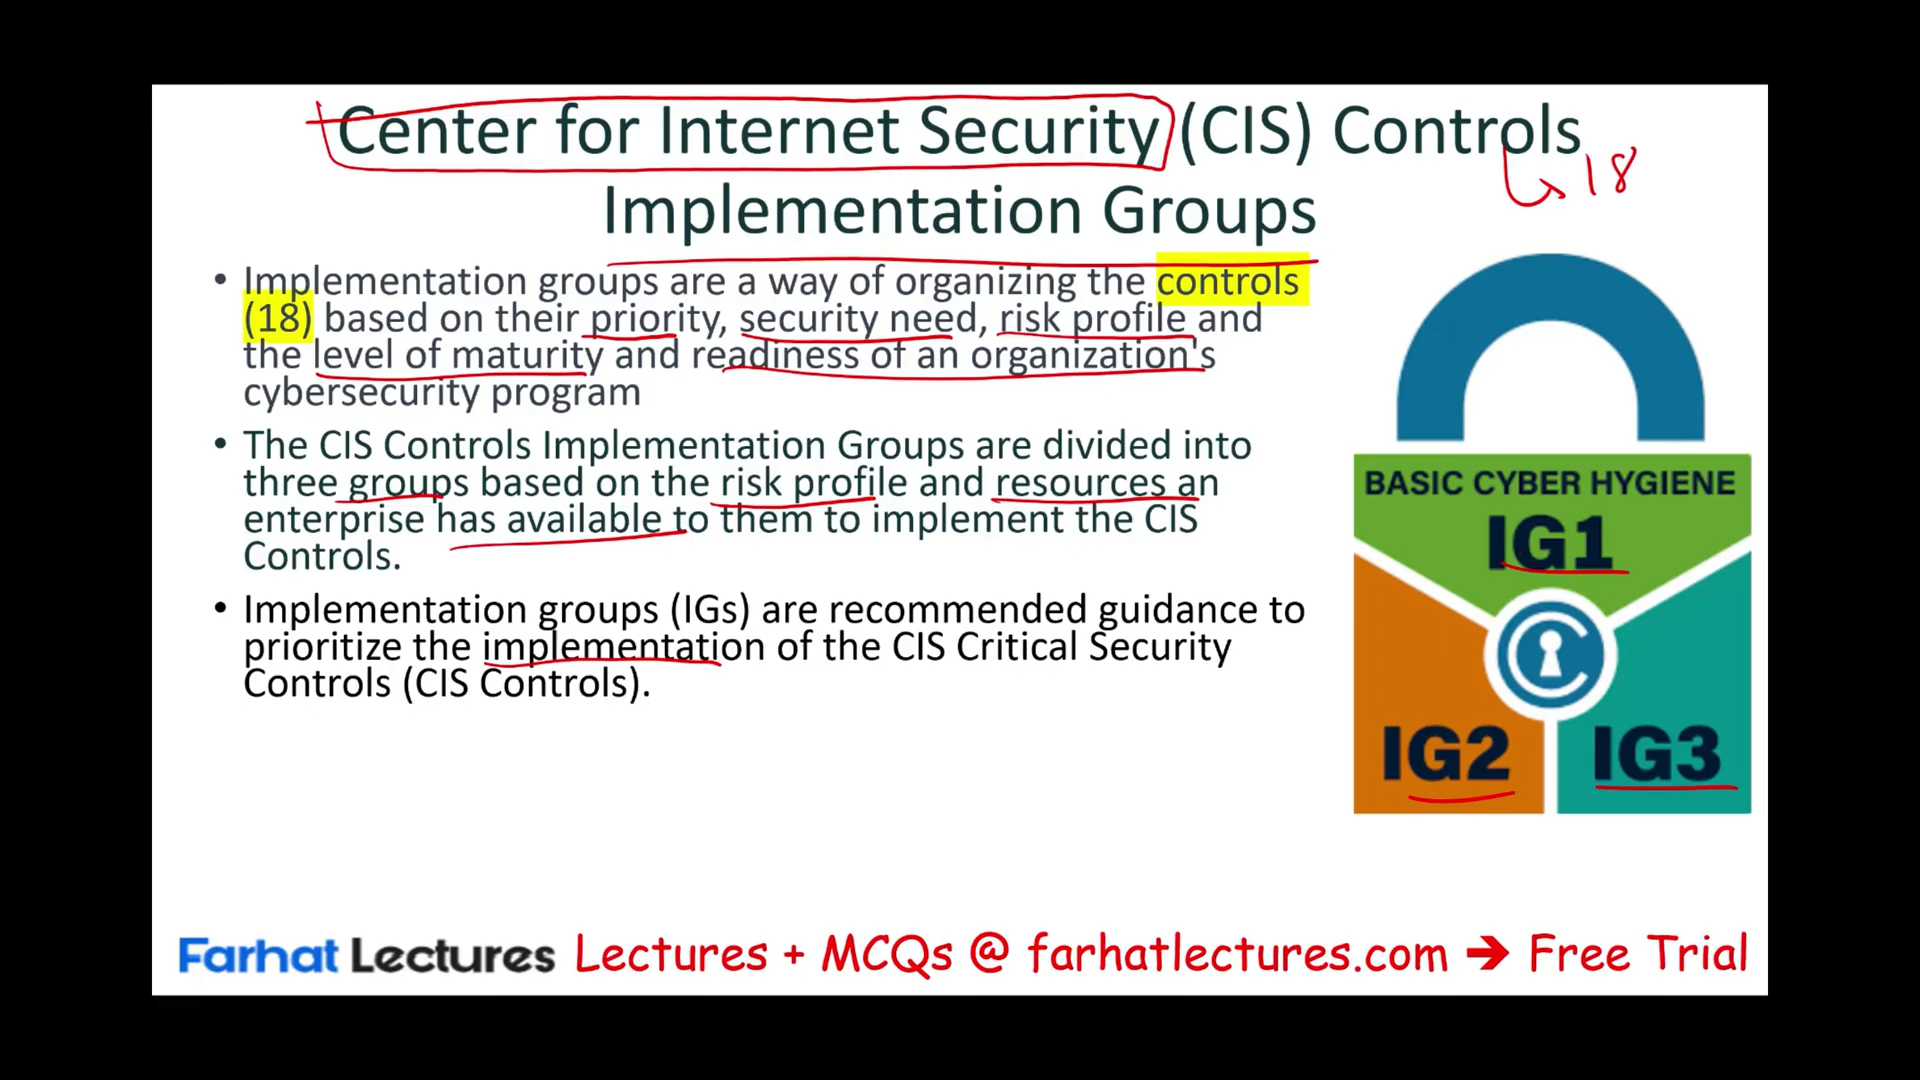 Center for Internet Security (CIS) Controls
18
Implementation Groups
• Implementation groups are a way of organizing the controls
(18) based on their priority, security need, risk profile and
the level of maturity and readiness of an organization's
cybersecurity program
• The CIS Controls Implementation Groups are divided into
three groups based on the risk profile and resources an
enterprise has available to them to implement the CIS
Controls.
• Implementation groups (IGs) are recommended guidance to
prioritize the implementation of the CIS Critical Security
Controls (CIS Controls).
BASIC CYBER HYGIENE
IG1
IG2
IG3
Farhat Lectures Lectures + MCQs @ farhatlectures.com → Free Trial